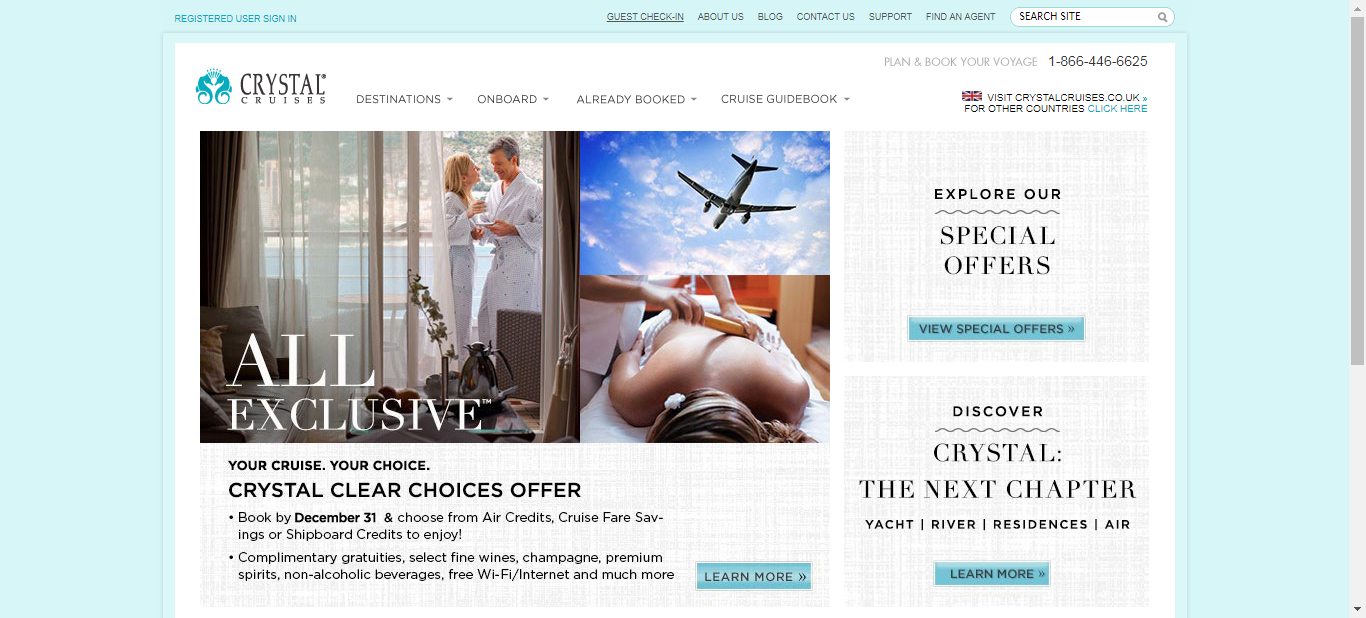 REGISTERED USER SIGN IN
GUEST CHECK-IN ABOUT US BLOG CONTACT US SUPPORT FIND AN AGENT SEARCH SITE
PLAN & BOOK YOUR VOYAGE 1-866-446-6625
CRYSTAL®
CRUISES
DESTINATIONS ONBOARD ALREADY BOOKED CRUISE GUIDEBOOK
VISIT CRYSTALCRUISES.CO.UK »
FOR OTHER COUNTRIES CLICK HERE
ALL
EXCLUSIVE™
YOUR CRUISE. YOUR CHOICE.
CRYSTAL CLEAR CHOICES OFFER
• Book by December 31 & choose from Air Credits, Cruise Fare Sav-
ings or Shipboard Credits to enjoy!
• Complimentary gratuities, select fine wines, champagne, premium
spirits, non-alcoholic beverages, free Wi-Fi/Internet and much more
LEARN MORE »
EXPLORE OUR
SPECIAL
OFFERS
VIEW SPECIAL OFFERS »
DISCOVER
CRYSTAL:
THE NEXT CHAPTER
YACHT | RIVER | RESIDENCES | AIR
LEARN MORE »